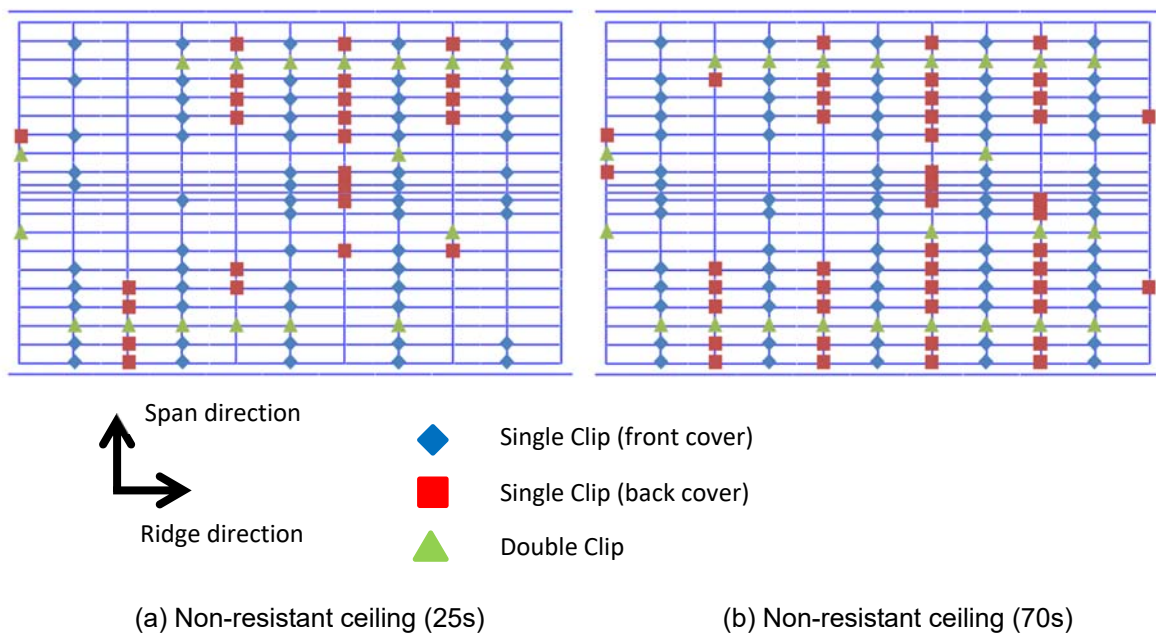 Span direction
Ridge direction
Single Clip (front cover)
Single Clip (back cover)
Double Clip
(a) Non-resistant ceiling (25s)
(b) Non-resistant ceiling (70s)